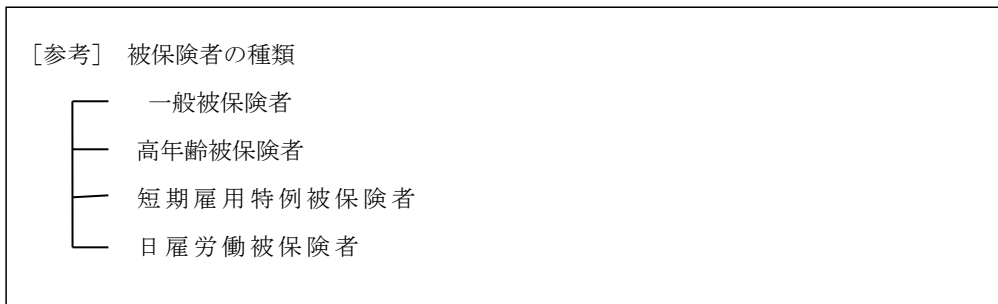 ［参考］ 被保険者の種類
一般被保険者
高年齢被保険者
短期雇用特例被保険者
日雇労働被保険者